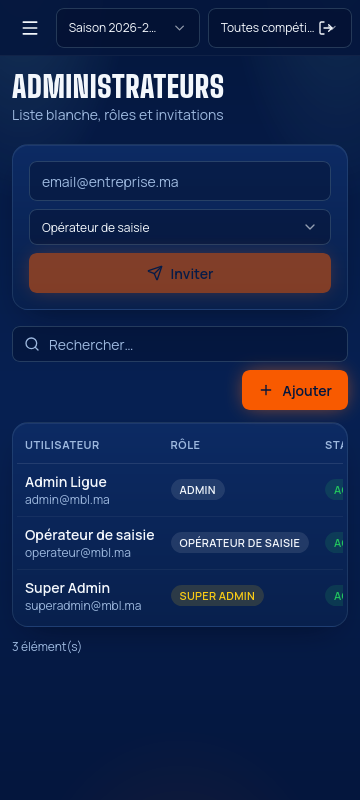 Saison 2026-2...
Toutes compéti...
ADMINISTRATEURS
Liste blanche, rôles et invitations
email@entreprise.ma
Opérateur de saisie
Inviter
Rechercher...
Ajouter
UTILISATEUR RÔLE STA
Admin Ligue
admin@mbl.ma
ADMIN
Opérateur de saisie
operateur@mbl.ma
OPÉRATEUR DE SAISIE
Super Admin
superadmin@mbl.ma
SUPER ADMIN
3 élément(s)